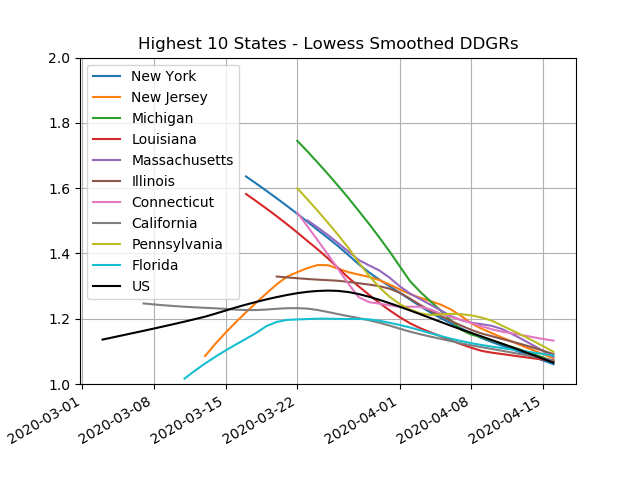 Highest 10 States - Lowess Smoothed DDGRs
2.0
1.8
1.6
1.4
1.2
1.0
New York
New Jersey
Michigan
Louisiana
Massachusetts
Illinois
Connecticut
California
Pennsylvania
Florida
US
2020-03-01
2020-03-08
2020-03-15
2020-03-22
2020-04-01
2020-04-08
2020-04-15